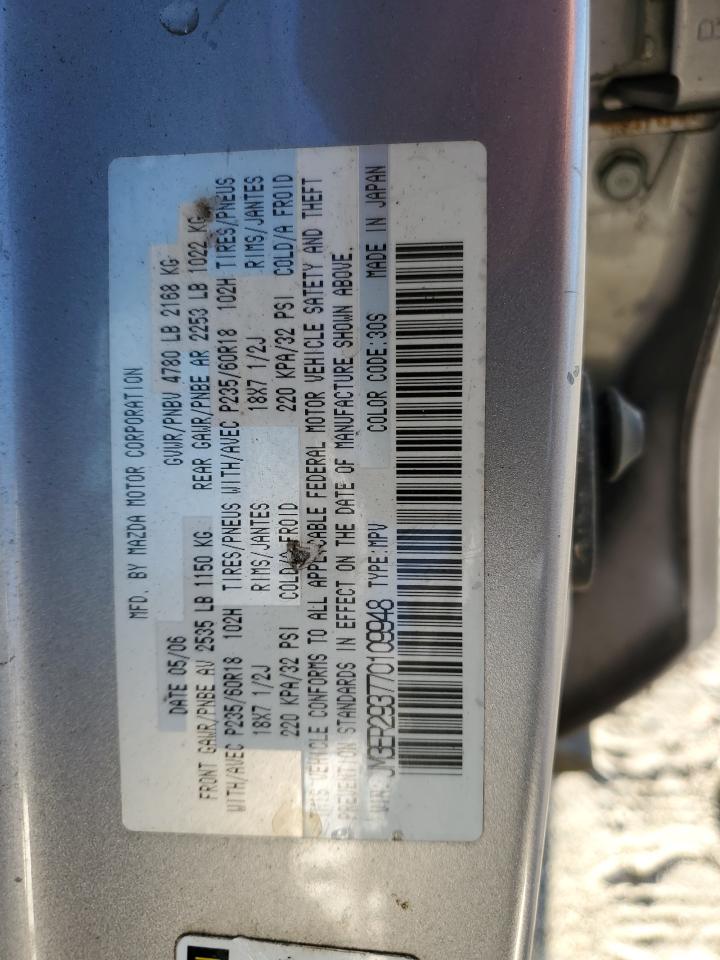 MFD. BY MAZDA MOTOR CORPORATION
DATE 05/06 GVWR/PNBV 4780 LB 2168 KG
FRONT GAWR/PNBE AV 2535 LB 1150 KG REAR GAWR/PNBE AR 2253 LB 1022 KG
WITH/AVEC P235/60R18 102H TIRES/PNEUS WITH/AVEC P235/60R18 102H TIRES/PNEUS
18X7 1/2J RIMS/JANTES 18X7 1/2J RIMS/JANTES
220 KPA/32 PSI COLD/A FROID 220 KPA/32 PSI COLD/A FROID
THIS VEHICLE CONFORMS TO ALL APPLICABLE FEDERAL MOTOR VEHICLE SAFETY AND THEFT
PREVENTION STANDARDS IN EFFECT ON THE DATE OF MANUFACTURE SHOWN ABOVE.
JM3ER293770109948 TYPE:MPV COLOR CODE:30S MADE IN JAPAN